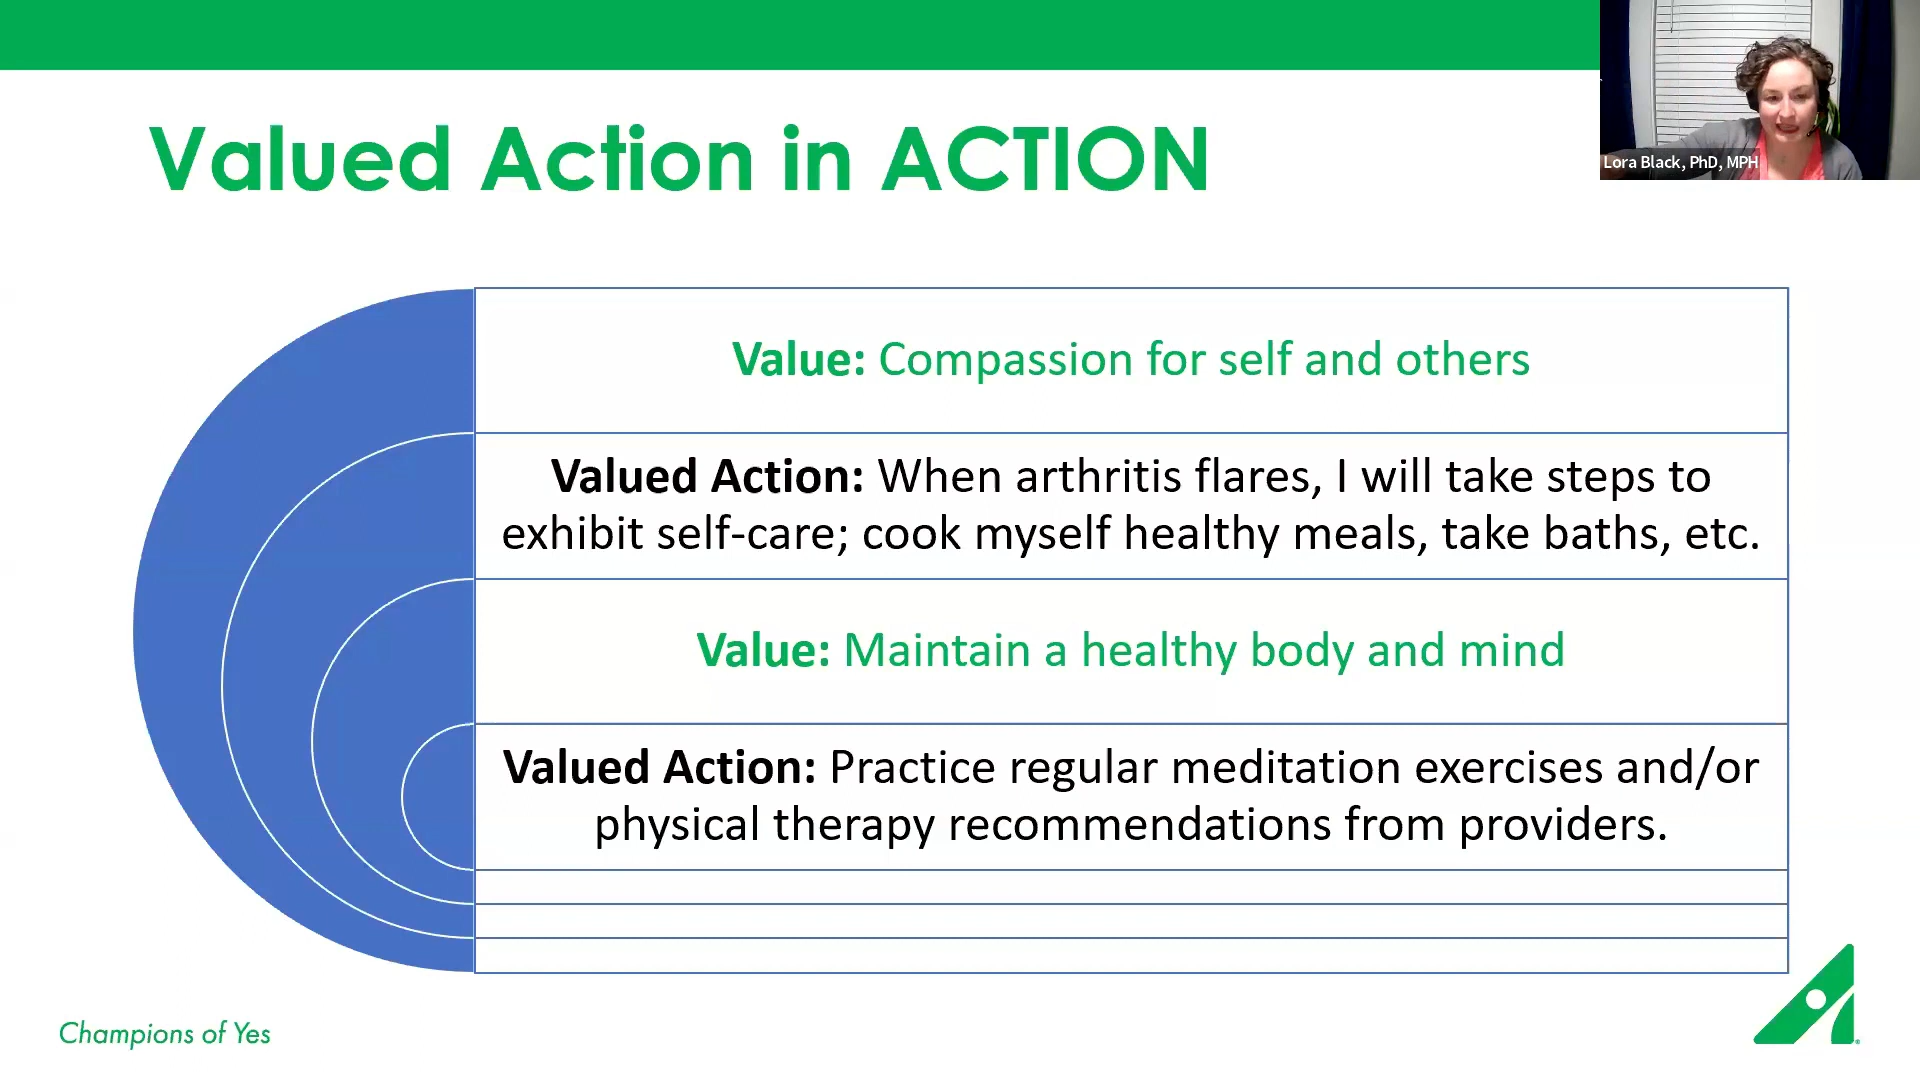 Lora Black, PhD, MPH
Valued Action in ACTION
Value: Compassion for self and others
Valued Action: When arthritis flares, I will take steps to
exhibit self-care; cook myself healthy meals, take baths, etc.
Value: Maintain a healthy body and mind
Valued Action: Practice regular meditation exercises and/or
physical therapy recommendations from providers.
Champions of Yes